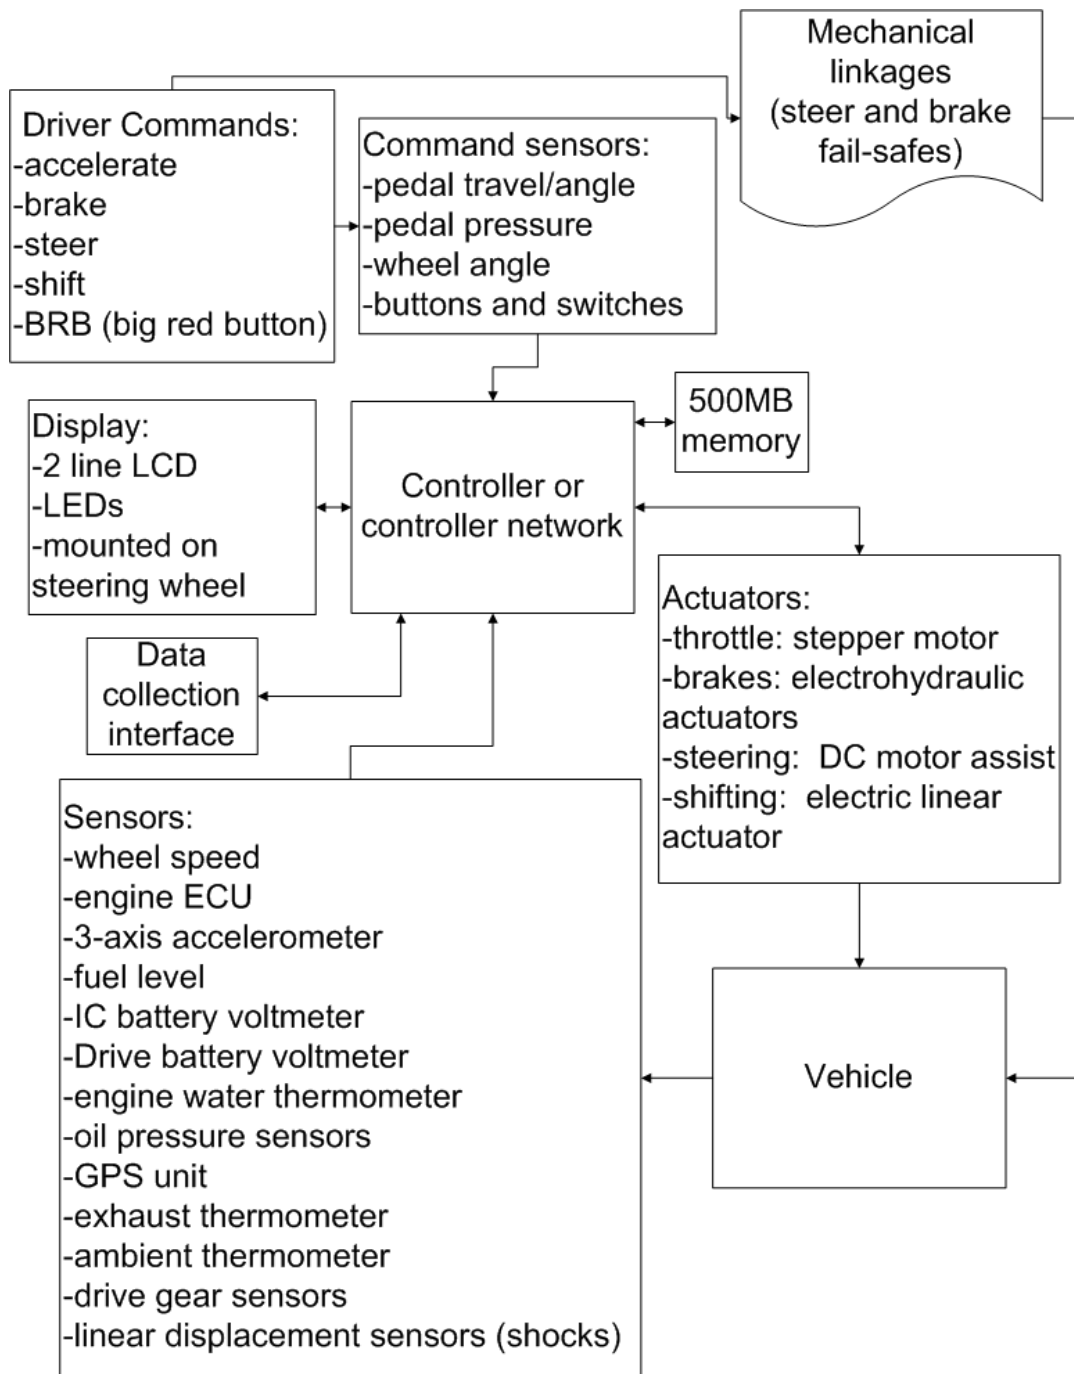 Mechanical
linkages
(steer and brake
fail-safes)
Driver Commands:
-accelerate
-brake
-steer
-shift
-BRB (big red button)
Command sensors:
-pedal travel/angle
-pedal pressure
-wheel angle
-buttons and switches
Display:
-2 line LCD
-LEDs
-mounted on
steering wheel
Controller or
controller network
500MB
memory
Data
collection
interface
Actuators:
-throttle: stepper motor
-brakes: electrohydraulic
actuators
-steering:  DC motor assist
-shifting:  electric linear
actuator
Sensors:
-wheel speed
-engine ECU
-3-axis accelerometer
-fuel level
-IC battery voltmeter
-Drive battery voltmeter
-engine water thermometer
-oil pressure sensors
-GPS unit
-exhaust thermometer
-ambient thermometer
-drive gear sensors
-linear displacement sensors (shocks)
Vehicle